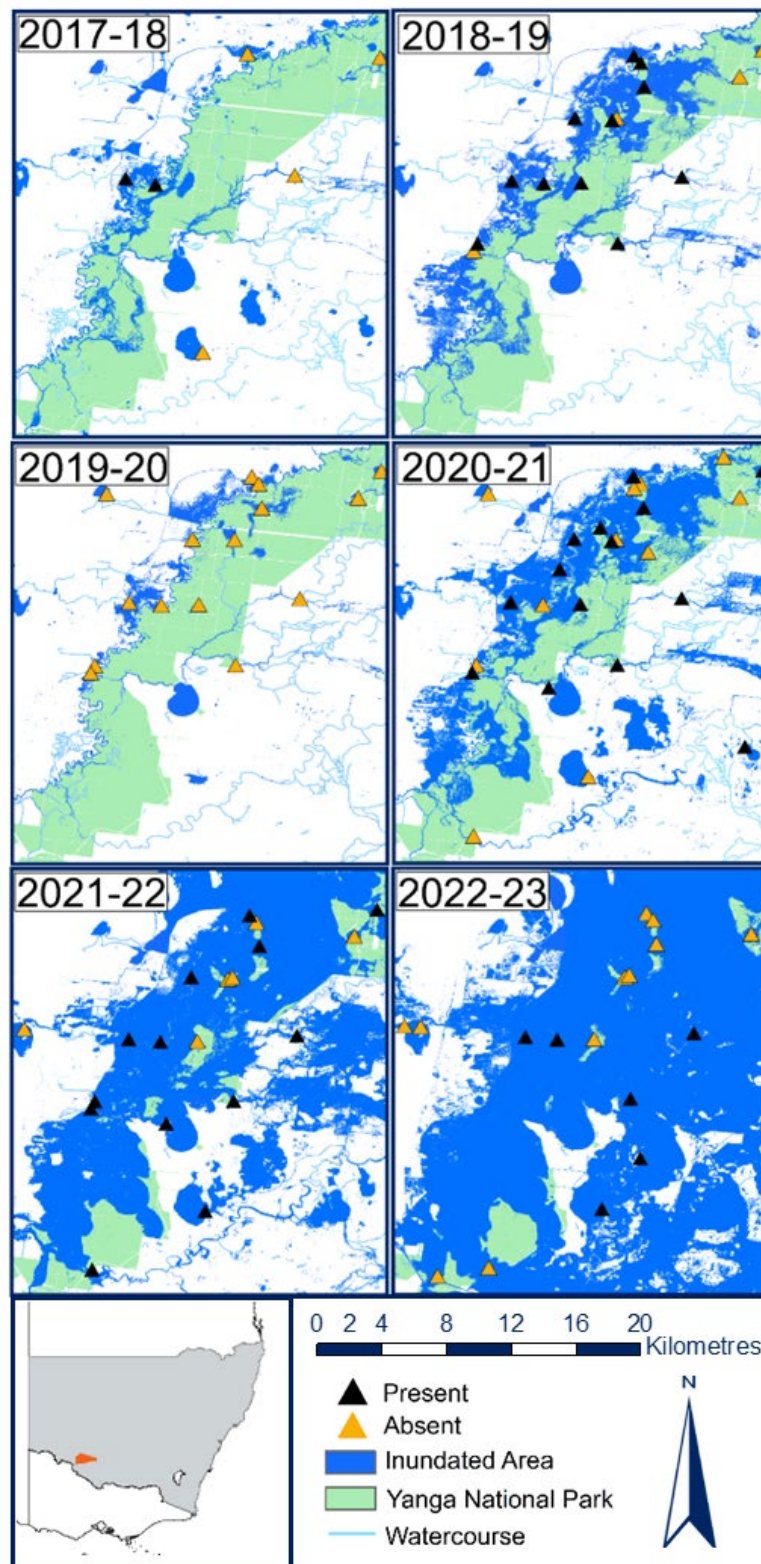 2017-18
2018-19
2019-20
2020-21
2021-22
2022-23
0 2 4 8 12 16 20
Kilometres
Present
Absent
Inundated Area
Yanga National Park
Watercourse
N